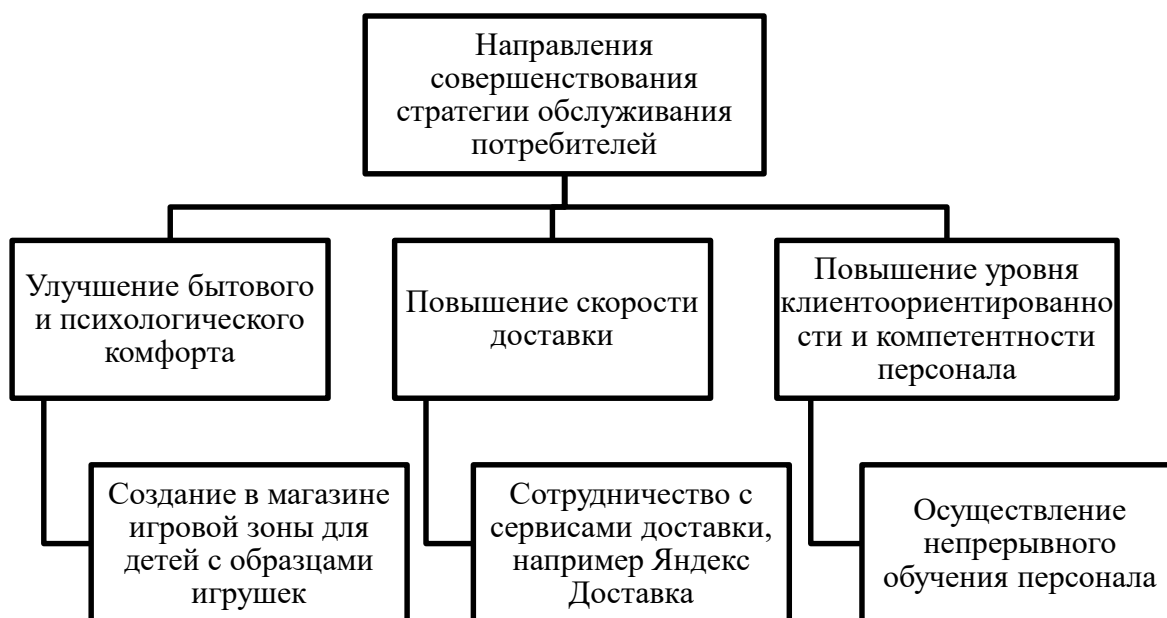 Направления
совершенствования
стратегии обслуживания
потребителей
Улучшение бытового
и психологического
комфорта
Повышение скорости
доставки
Повышение уровня
клиентоориентированно
сти и компетентности
персонала
Создание в магазине
игровой зоны для
детей с образцами
игрушек
Сотрудничество с
сервисами доставки,
например Яндекс
Доставка
Осуществление
непрерывного
обучения персонала